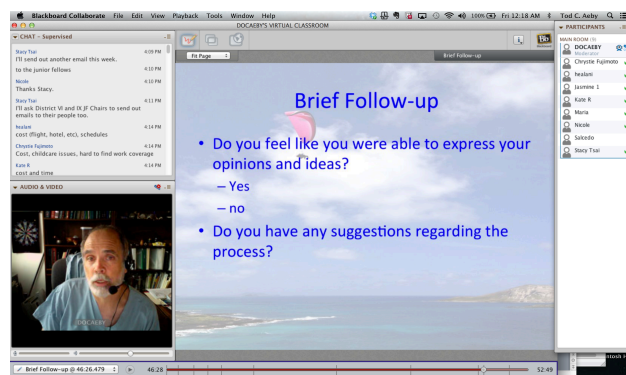 Blackboard Collaborate File Edit View Playback Tools Window Help 100% Fri 12:18 AM Tod C. Aeby
DOCAEBY'S VIRTUAL CLASSROOM
CHAT - Supervised
Stacy Tsai 4:09 PM
I'll send out another email this week.
to the junior fellows 4:10 PM
Nicole 4:10 PM
Thanks Stacy.
Stacy Tsai 4:11 PM
I'll ask District VI and IX JF Chairs to send out
emails to their people too.
healani 4:14 PM
cost (flight, hotel, etc), schedules
Chrystie Fujimoto 4:14 PM
Cost, childcare issues, hard to find work coverage
Kate R 4:14 PM
cost and time
AUDIO & VIDEO
DOCAEBY
Fit Page
Brief Follow-up
Brief Follow-up
• Do you feel like you were able to express your
opinions and ideas?
– Yes
– no
• Do you have any suggestions regarding the
process?
PARTICIPANTS
MAIN ROOM (9)
DOCAEBY
Moderator
Chrystie Fujimoto
healani
Jasmine 1
Kate R
Maria
Nicole
Salcedo
Stacy Tsai
Brief Follow-up @ 46:26.479
46:28
52:49